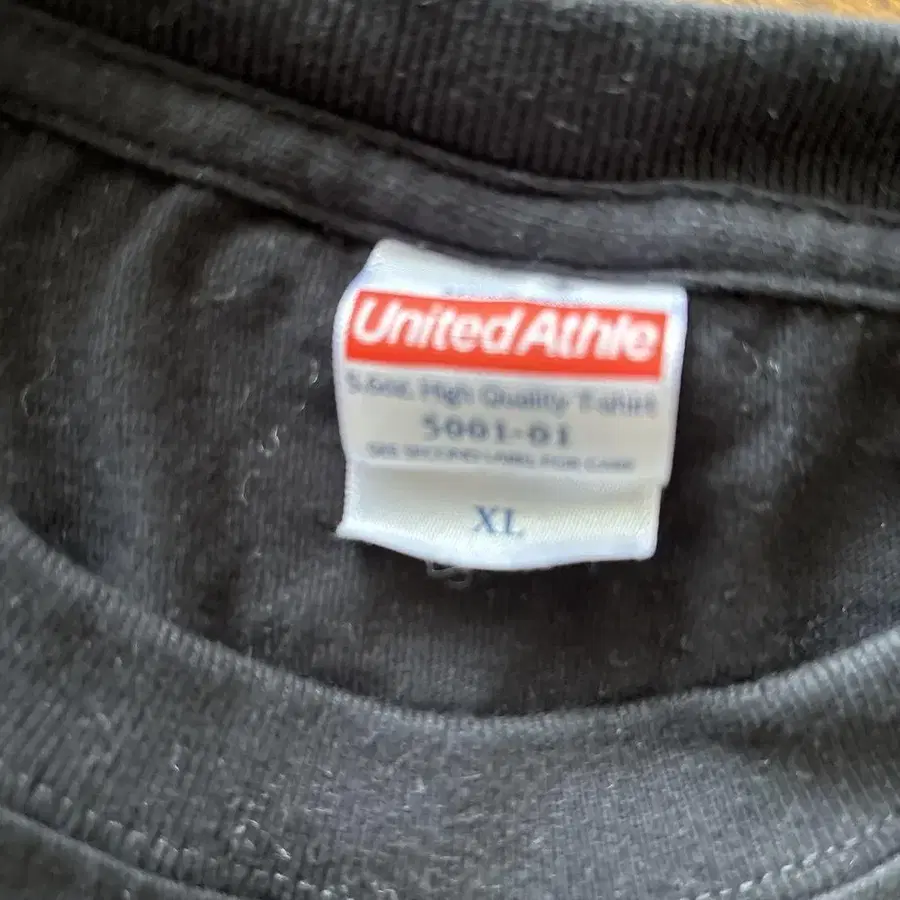 United Athle
5.6oz. High Quality T-shirt
5001-01
SEE SECOND LABEL FOR CARE
XL